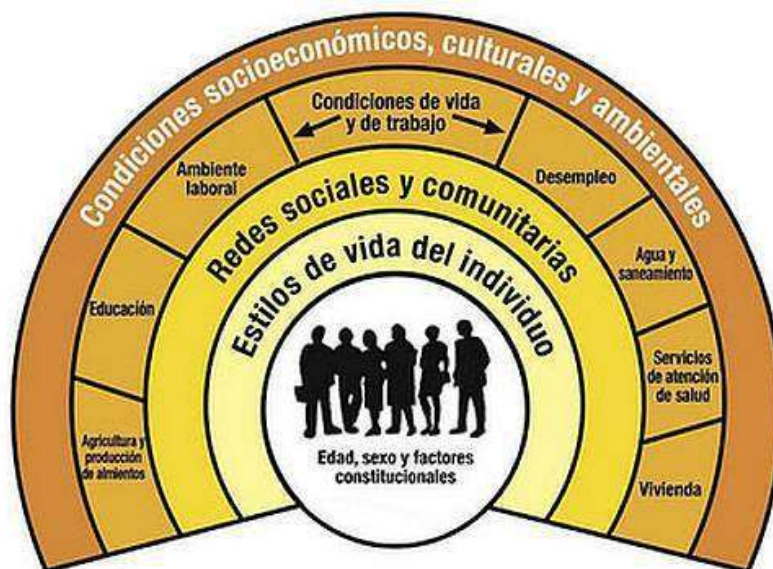 Condiciones socioeconómicos, culturales y ambientales
Condiciones de vida
y de trabajo
Ambiente
laboral
Desempleo
Educación
Agua y
saneamiento
Agricultura y
producción
de almientos
Servicios
de atención
de salud
Vivienda
Redes sociales y comunitarias
Estilos de vida del individuo
Edad, sexo y factores
constitucionales